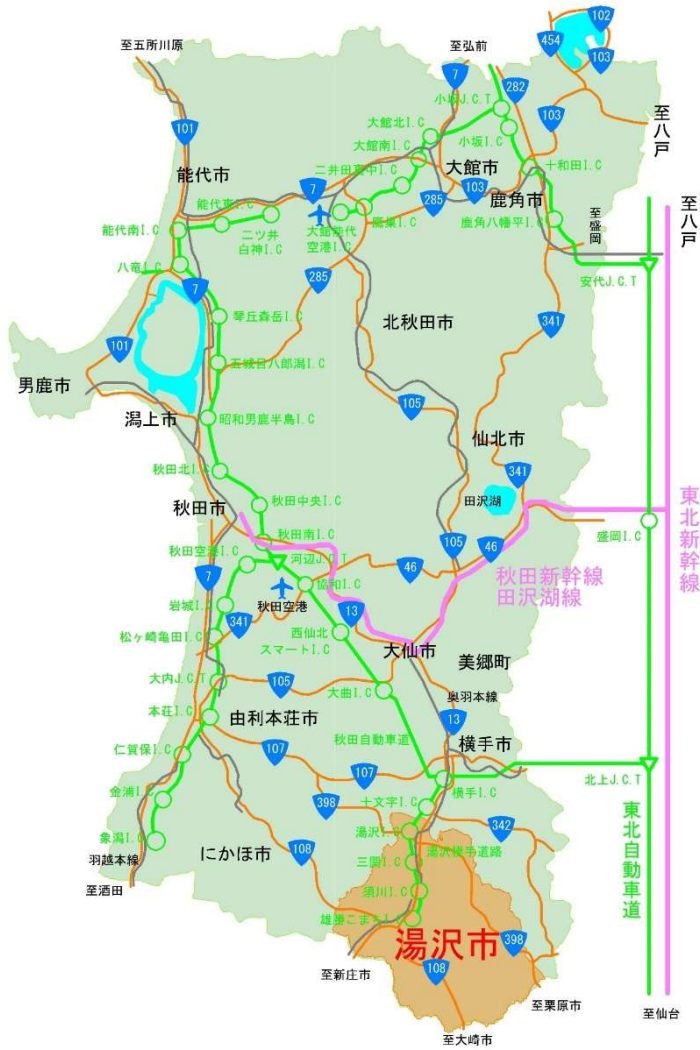 102
454
103
至五所川原
至弘前
7
282
小坂J.C.T
103
大館北I.C
小坂I.C
至八戸
101
大館南I.C
十和田I.C
二井田真中I.C
大館市
能代市
7
103
鹿角市
至八戸
285
能代東I.C
大館能代
空港I.C
鷹巣I.C
鹿角八幡平I.C
至盛岡
能代南I.C
二ツ井
白神I.C
八竜I.C
285
安代J.C.T
7
琴丘森岳I.C
北秋田市
341
101
五城目八郎潟I.C
男鹿市
105
潟上市
昭和男鹿半島I.C
仙北市
秋田北I.C
341
田沢湖
秋田市
秋田中央I.C
東北新幹線
秋田南I.C
盛岡I.C
秋田空港I.C
河辺J.C.T
105
46
46
7
協和I.C
秋田新幹線
田沢湖線
岩城I.C
秋田空港
13
341
西仙北
スマートI.C
松ヶ崎亀田I.C
大仙市
美郷町
大内J.C.T
105
大曲I.C
奥羽本線
本荘I.C
由利本荘市
13
秋田自動車道
横手市
107
仁賀保I.C
107
北上J.C.T
横手I.C
金浦I.C
398
十文字I.C
東北自動車道
342
湯沢I.C
象潟I.C
108
にかほ市
湯沢横手道路
羽越本線
三関I.C
至酒田
須川I.C
雄勝こまちI.C
湯沢市
398
至新庄市
108
至栗原市
至仙台
至大崎市